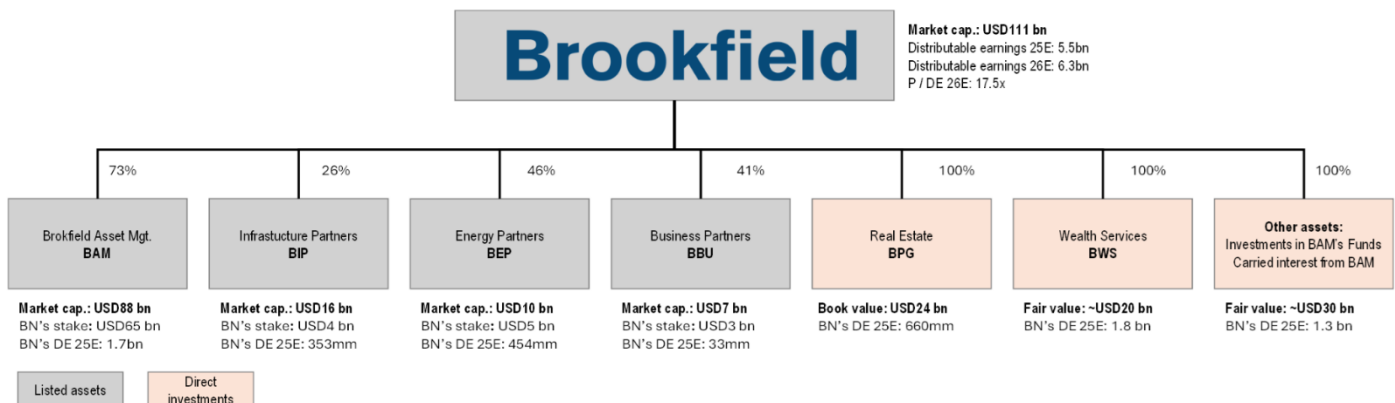 Brookfield
Market cap.: USD111 bn
Distributable earnings 25E: 5.5bn
Distributable earnings 26E: 6.3bn
P / DE 26E: 17.5x
73%
26%
46%
41%
100%
100%
100%
Brokfield Asset Mgt.
BAM
Infrastucture Partners
BIP
Energy Partners
BEP
Business Partners
BBU
Real Estate
BPG
Wealth Services
BWS
Other assets:
Investments in BAM's Funds
Carried interest from BAM
Market cap.: USD88 bn
BN's stake: USD65 bn
BN's DE 25E: 1.7bn
Market cap.: USD16 bn
BN's stake: USD4 bn
BN's DE 25E: 353mm
Market cap.: USD10 bn
BN's stake: USD5 bn
BN's DE 25E: 454mm
Market cap.: USD7 bn
BN's stake: USD3 bn
BN's DE 25E: 33mm
Book value: USD24 bn
BN's DE 25E: 660mm
Fair value: ~USD20 bn
BN's DE 25E: 1.8 bn
Fair value: ~USD30 bn
BN's DE 25E: 1.3 bn
Listed assets
Direct
investments